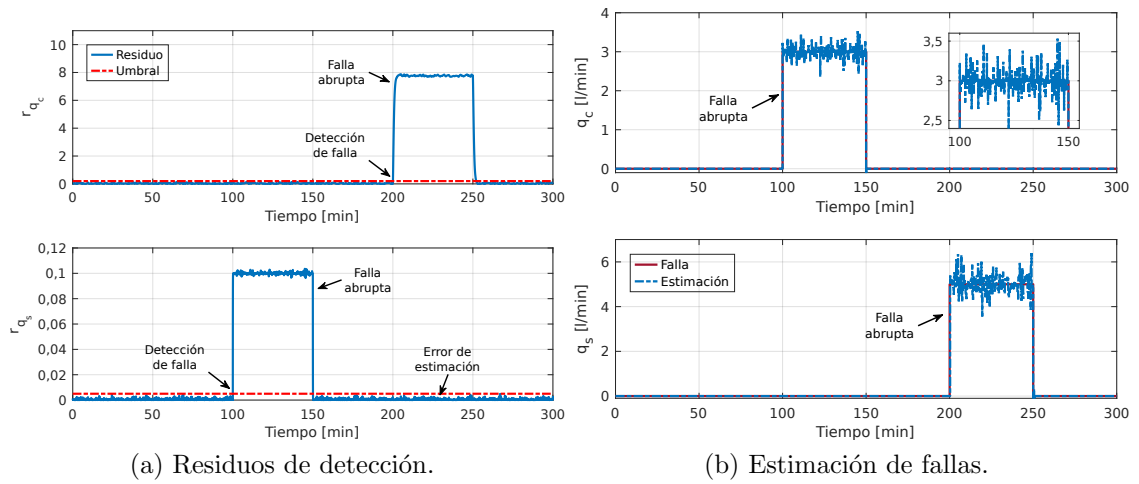 Residuo
Umbral
r_{q_c}
10
8
6
4
2
0
Falla
abrupta
Detección
de falla
0 50 100 150 200 250 300
Tiempo [min]
r_{q_s}
0,12
0,1
0,08
0,06
0,04
0,02
0
Detección
de falla
Falla
abrupta
Error de
estimación
0 50 100 150 200 250 300
Tiempo [min]
(a) Residuos de detección.
q_c [l/min]
4
3
2
1
0
Falla
abrupta
3,5
3
2,5
100 150
0 50 100 150 200 250 300
Tiempo [min]
q_s [l/min]
6
4
2
0
Falla
Estimación
Falla
abrupta
0 50 100 150 200 250 300
Tiempo [min]
(b) Estimación de fallas.